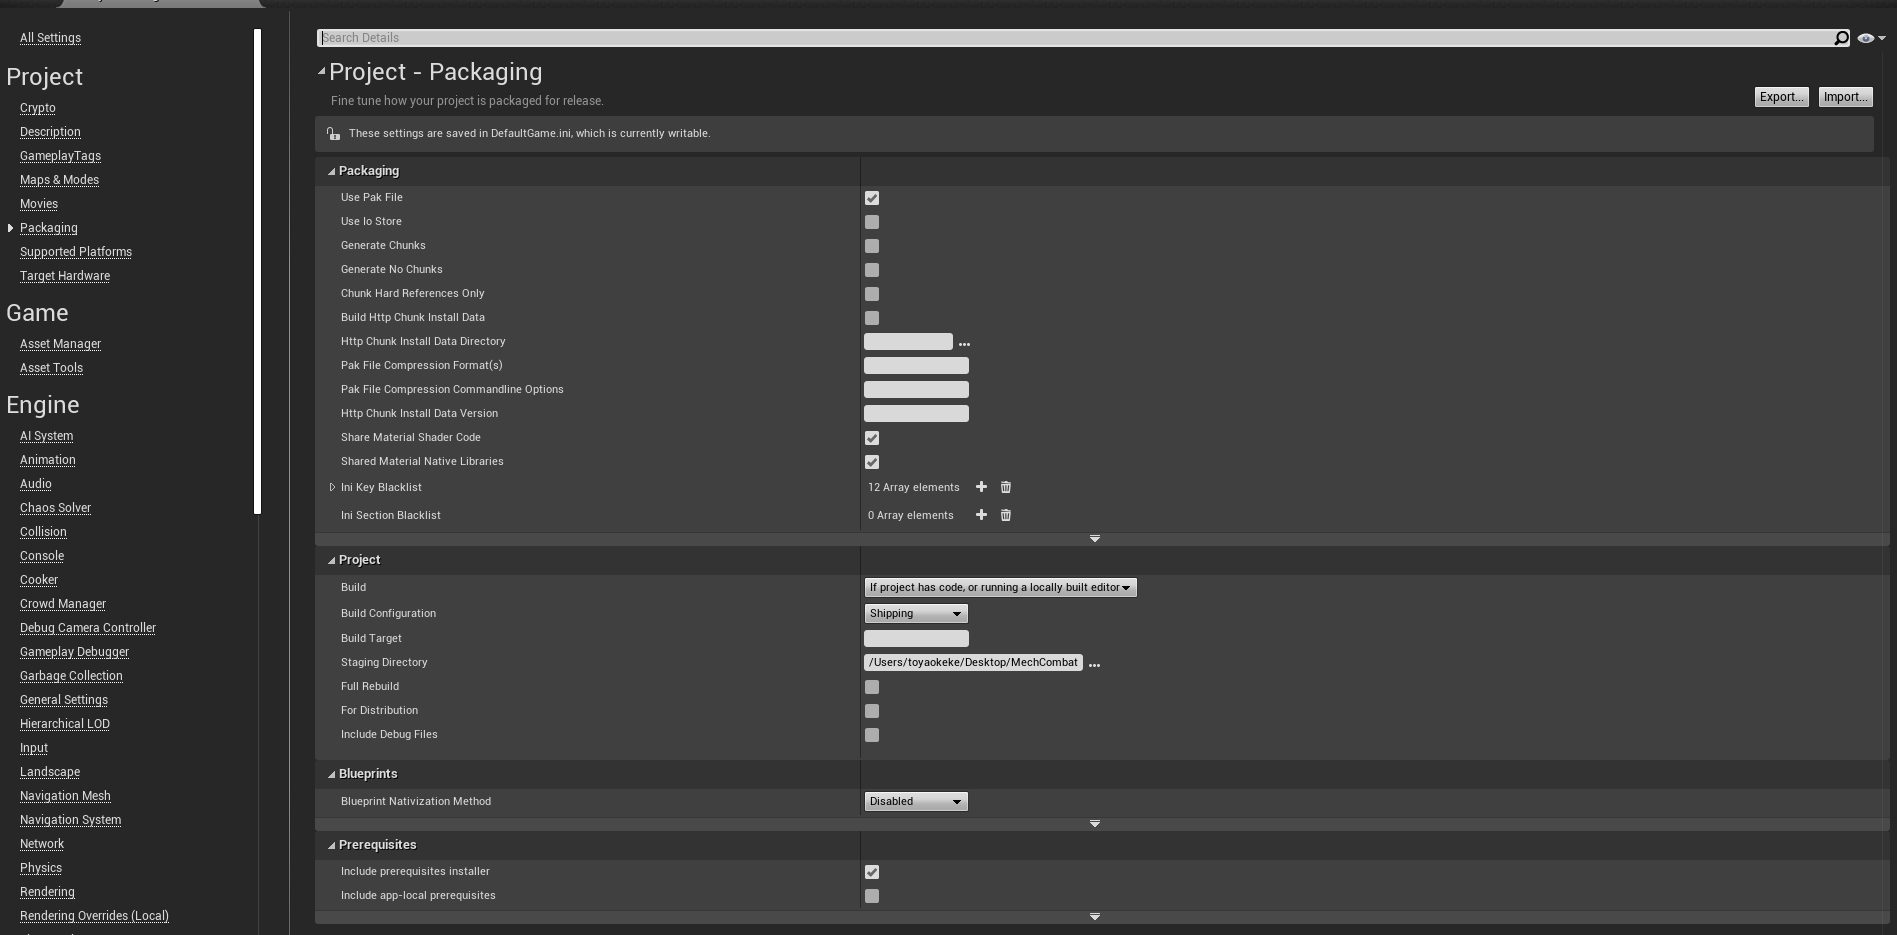 All Settings
Project
Crypto
Description
GameplayTags
Maps & Modes
Movies
Packaging
Supported Platforms
Target Hardware
Game
Asset Manager
Asset Tools
Engine
AI System
Animation
Audio
Chaos Solver
Collision
Console
Cooker
Crowd Manager
Debug Camera Controller
Gameplay Debugger
Garbage Collection
General Settings
Hierarchical LOD
Input
Landscape
Navigation Mesh
Navigation System
Network
Physics
Rendering
Rendering Overrides (Local)
Search Details
Project - Packaging
Fine tune how your project is packaged for release.
Export... Import...
These settings are saved in DefaultGame.ini, which is currently writable.
Packaging
Use Pak File
Use Io Store
Generate Chunks
Generate No Chunks
Chunk Hard References Only
Build Http Chunk Install Data
Http Chunk Install Data Directory ...
Pak File Compression Format(s)
Pak File Compression Commandline Options
Http Chunk Install Data Version
Share Material Shader Code
Shared Material Native Libraries
Ini Key Blacklist 12 Array elements
Ini Section Blacklist 0 Array elements
Project
Build If project has code, or running a locally built editor
Build Configuration Shipping
Build Target
Staging Directory /Users/toyaokeke/Desktop/MechCombat ...
Full Rebuild
For Distribution
Include Debug Files
Blueprints
Blueprint Nativization Method Disabled
Prerequisites
Include prerequisites installer
Include app-local prerequisites